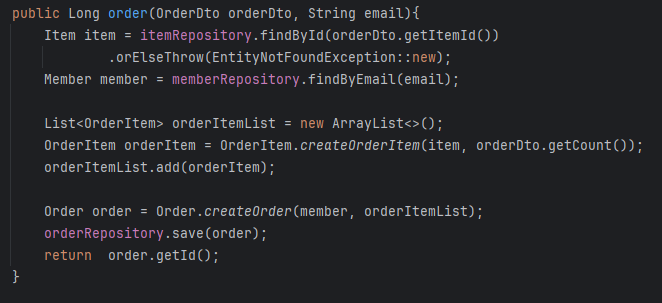 public Long order(OrderDto orderDto, String email){
    Item item = itemRepository.findById(orderDto.getItemId())
            .orElseThrow(EntityNotFoundException::new);
    Member member = memberRepository.findByEmail(email);

    List<OrderItem> orderItemList = new ArrayList<>();
    OrderItem orderItem = OrderItem.createOrderItem(item, orderDto.getCount());
    orderItemList.add(orderItem);

    Order order = Order.createOrder(member, orderItemList);
    orderRepository.save(order);
    return  order.getId();
}